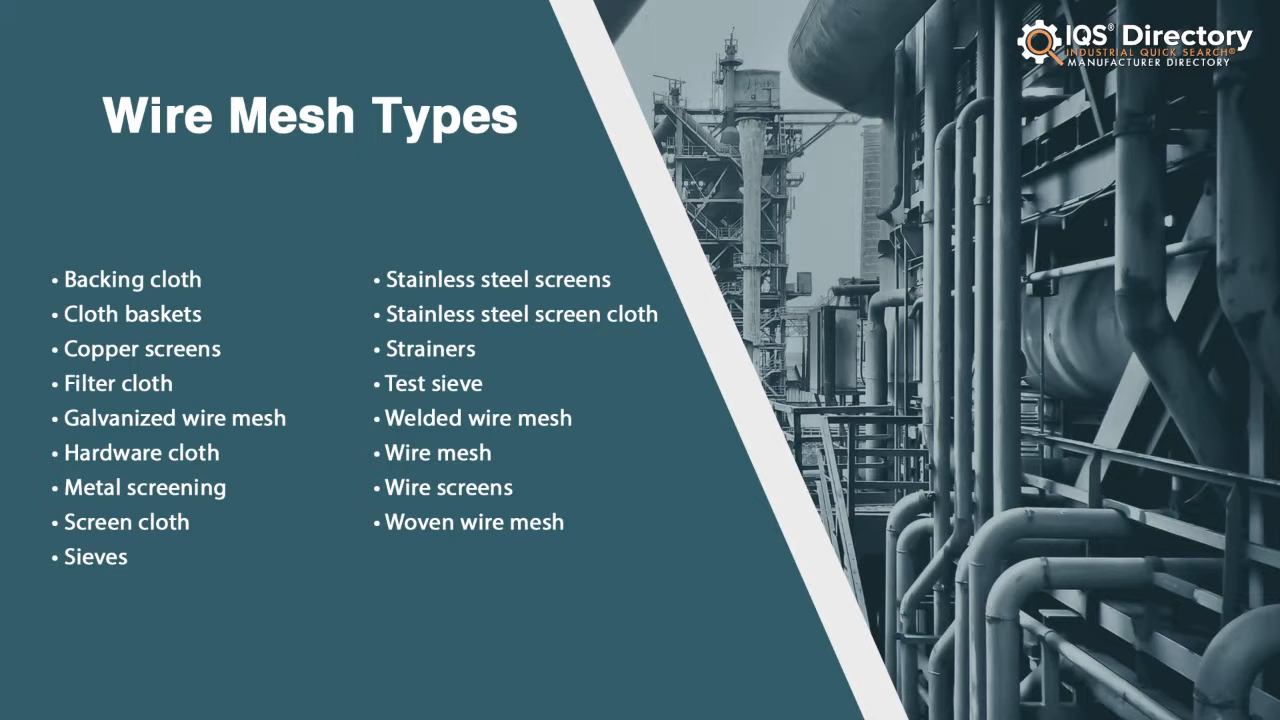 IQS® Directory
INDUSTRIAL QUICK SEARCH®
MANUFACTURER DIRECTORY
Wire Mesh Types
• Backing cloth
• Cloth baskets
• Copper screens
• Filter cloth
• Galvanized wire mesh
• Hardware cloth
• Metal screening
• Screen cloth
• Sieves
• Stainless steel screens
• Stainless steel screen cloth
• Strainers
• Test sieve
• Welded wire mesh
• Wire mesh
• Wire screens
• Woven wire mesh